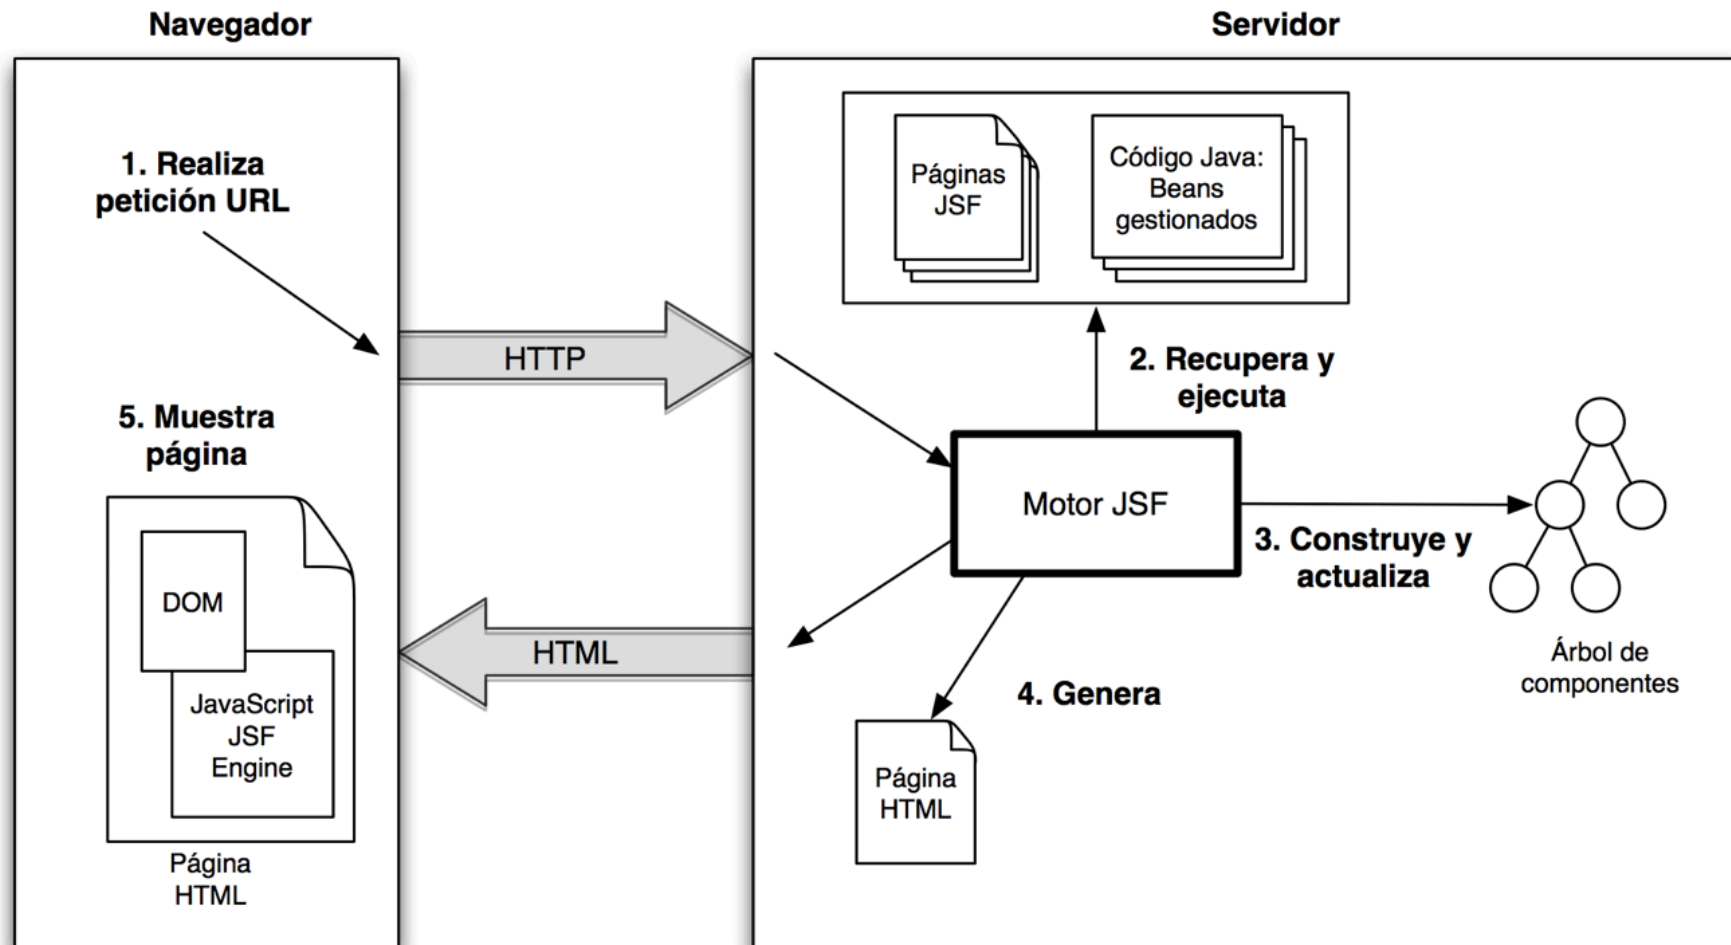 Navegador
Servidor
1. Realiza
petición URL
HTTP
Páginas
JSF
Código Java:
Beans
gestionados
2. Recupera y
ejecuta
Motor JSF
3. Construye y
actualiza
Árbol de
componentes
4. Genera
Página
HTML
HTML
5. Muestra
página
DOM
JavaScript
JSF
Engine
Página
HTML